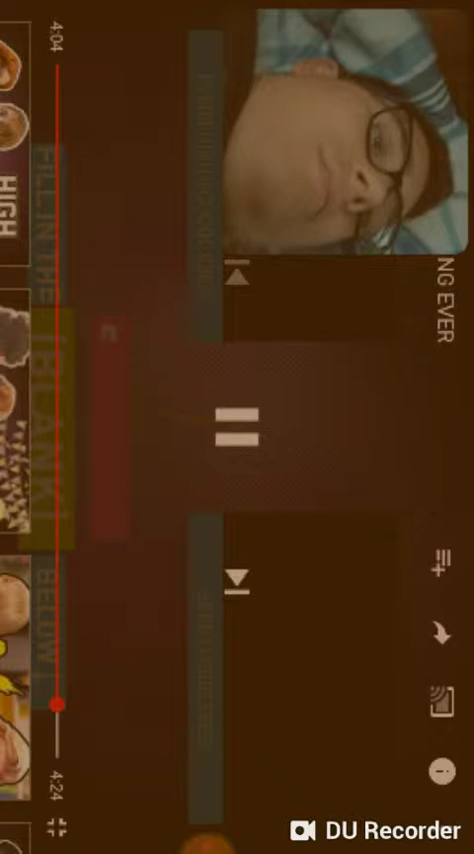 NG EVER
4:04
4:24
HIGH
FILL IN THE
[BLANK]
BELOW
DU Recorder